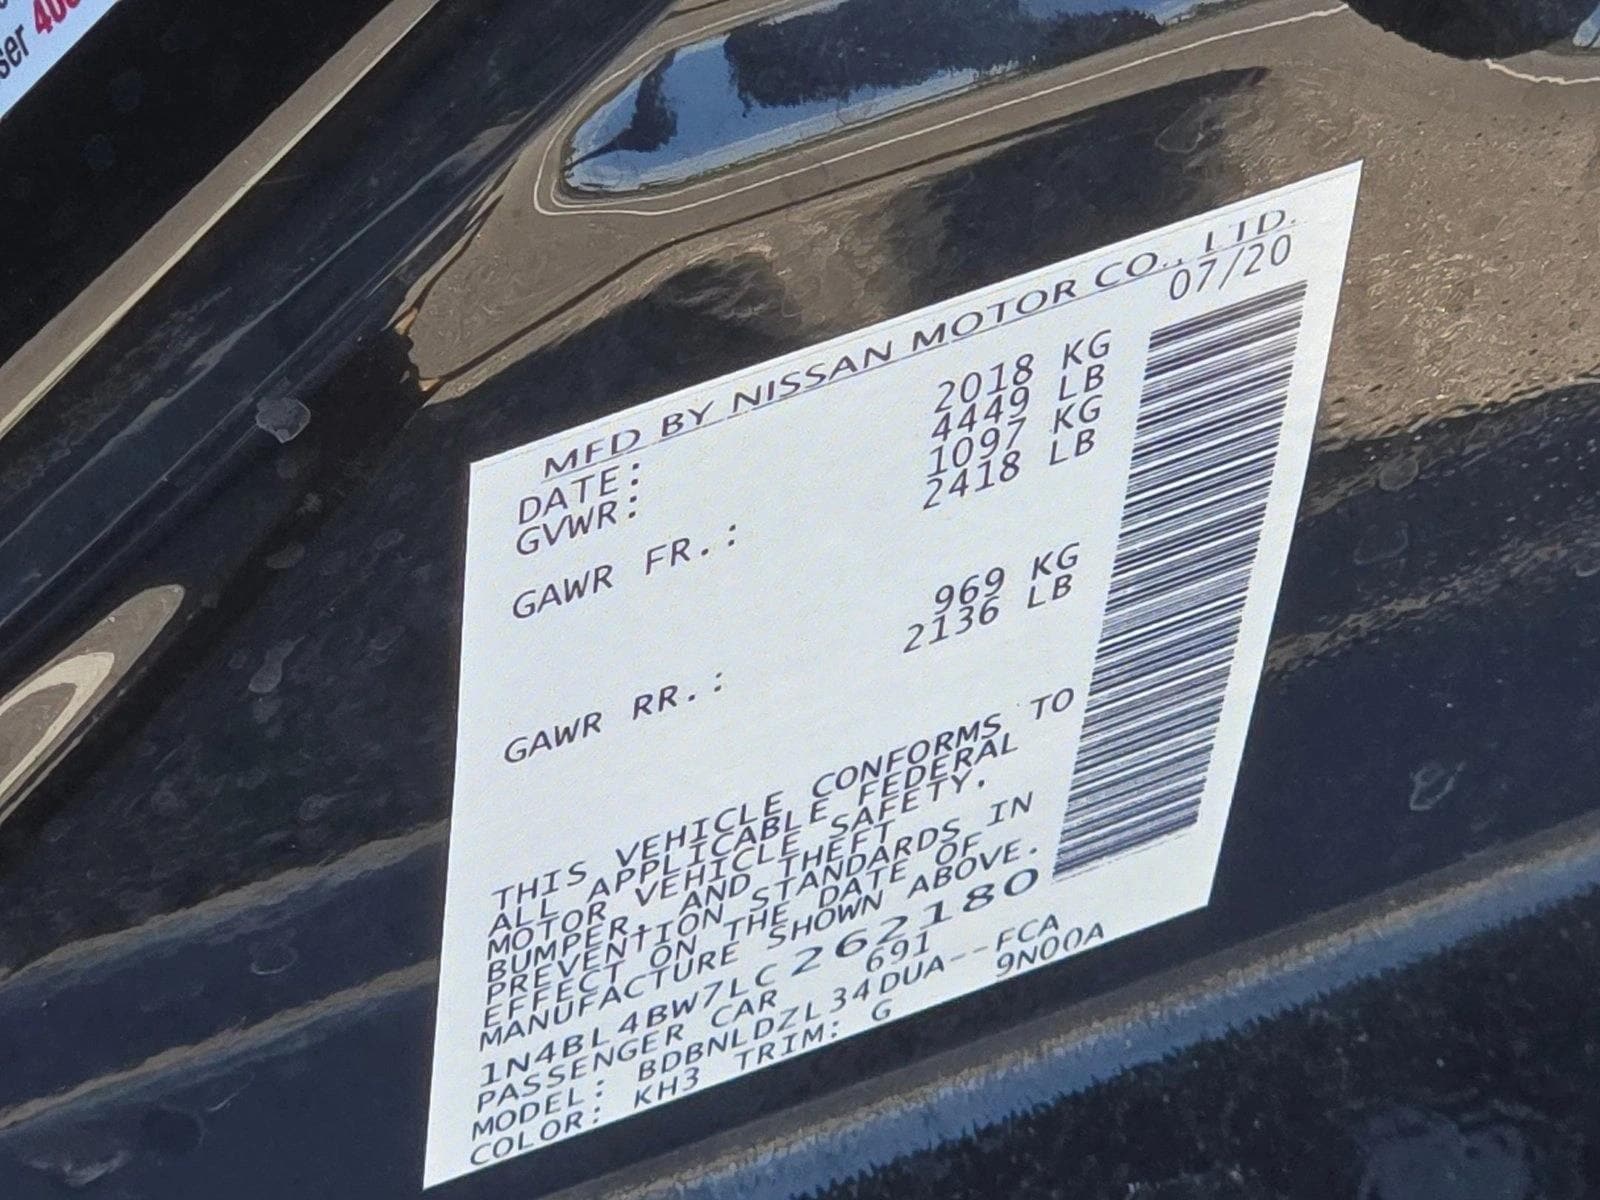 ser 400
MFD BY NISSAN MOTOR CO., LTD.
DATE: 07/20
GVWR: 2018 KG
4449 LB
GAWR FR.: 1097 KG
2418 LB
GAWR RR.: 969 KG
2136 LB
THIS VEHICLE CONFORMS TO
ALL APPLICABLE FEDERAL
MOTOR VEHICLE SAFETY.
BUMPER, AND THEFT
PREVENTION STANDARDS IN
EFFECT ON THE DATE OF
MANUFACTURE SHOWN ABOVE.
1N4BL4BW7LC262180
PASSENGER CAR 691
MODEL: BDBNLDZL34DUA--FCA
COLOR: KH3 TRIM: G 9N00A